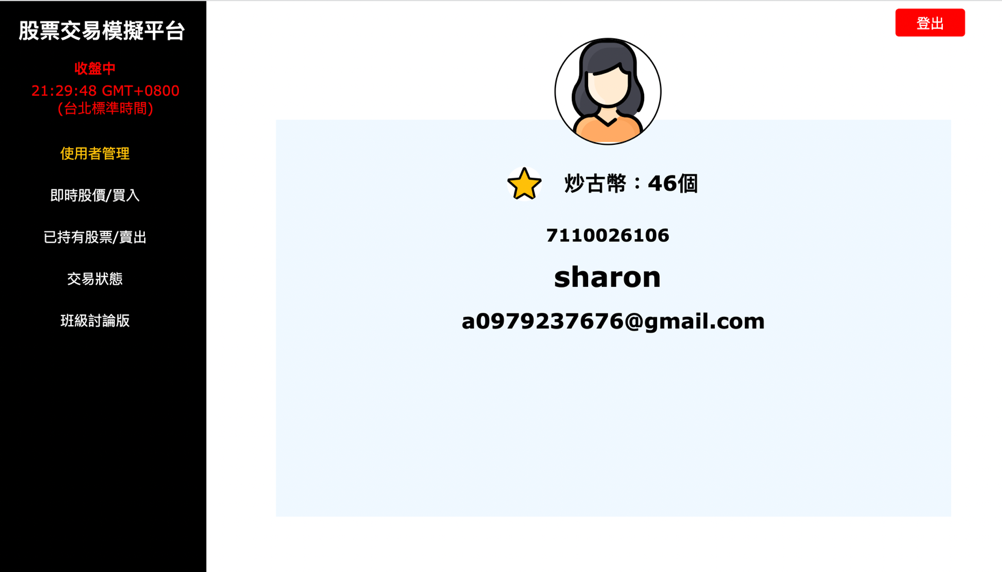 股票交易模擬平台
收盤中
21:29:48 GMT+0800
(台北標準時間)
使用者管理
即時股價/買入
已持有股票/賣出
交易狀態
班級討論版
登出
炒古幣：46個
7110026106
sharon
a0979237676@gmail.com